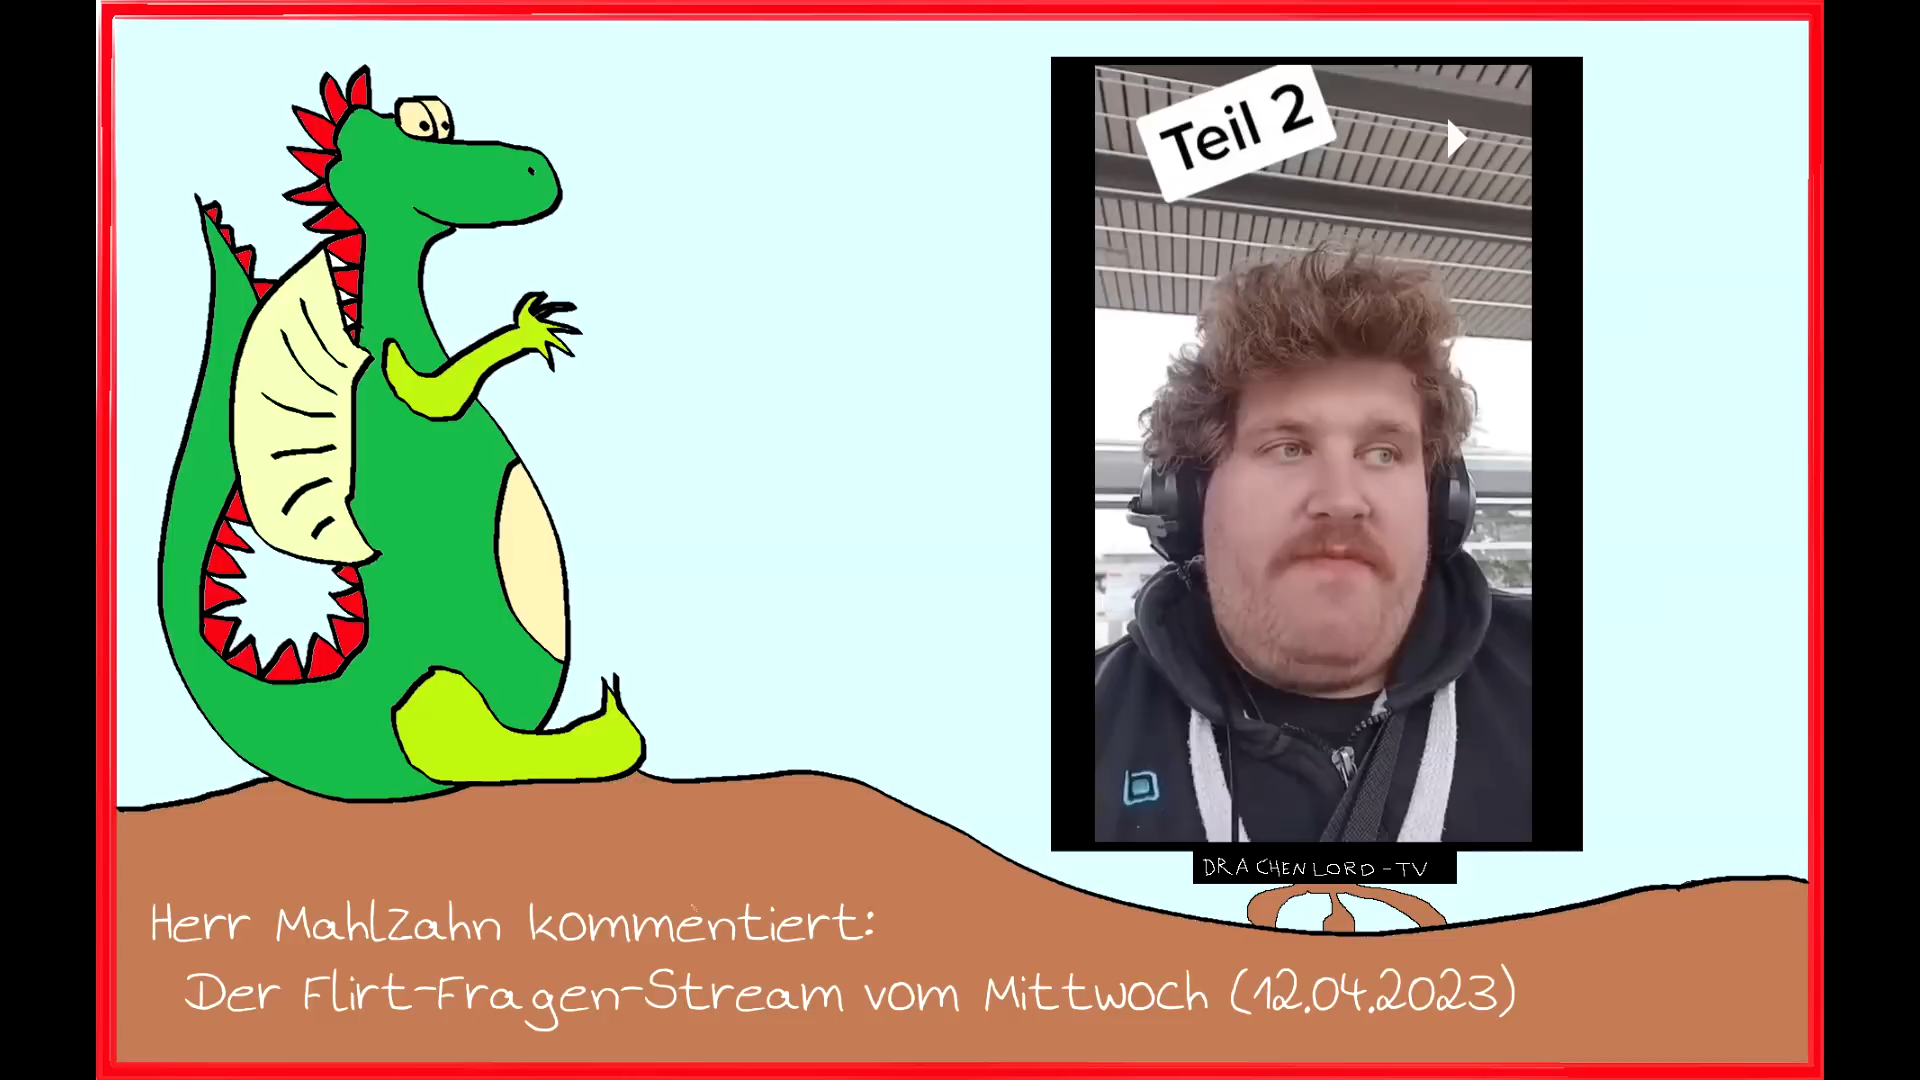 Teil 2
DRACHENLORD-TV
Herr Mahlzahn kommentiert:
Der Flirt-Fragen-Stream vom Mittwoch (12.04.2023)